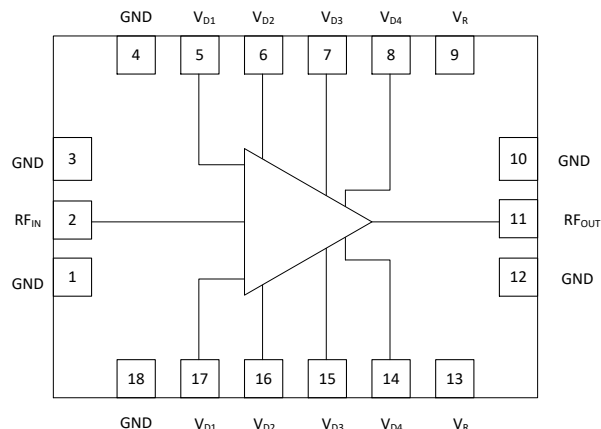 GND V_D1 V_D2 V_D3 V_D4 V_R
4 5 6 7 8 9
GND 3 10 GND
RF_IN 2 11 RF_OUT
GND 1 12 GND
18 17 16 15 14 13
GND V_D1 V_D2 V_D3 V_D4 V_R